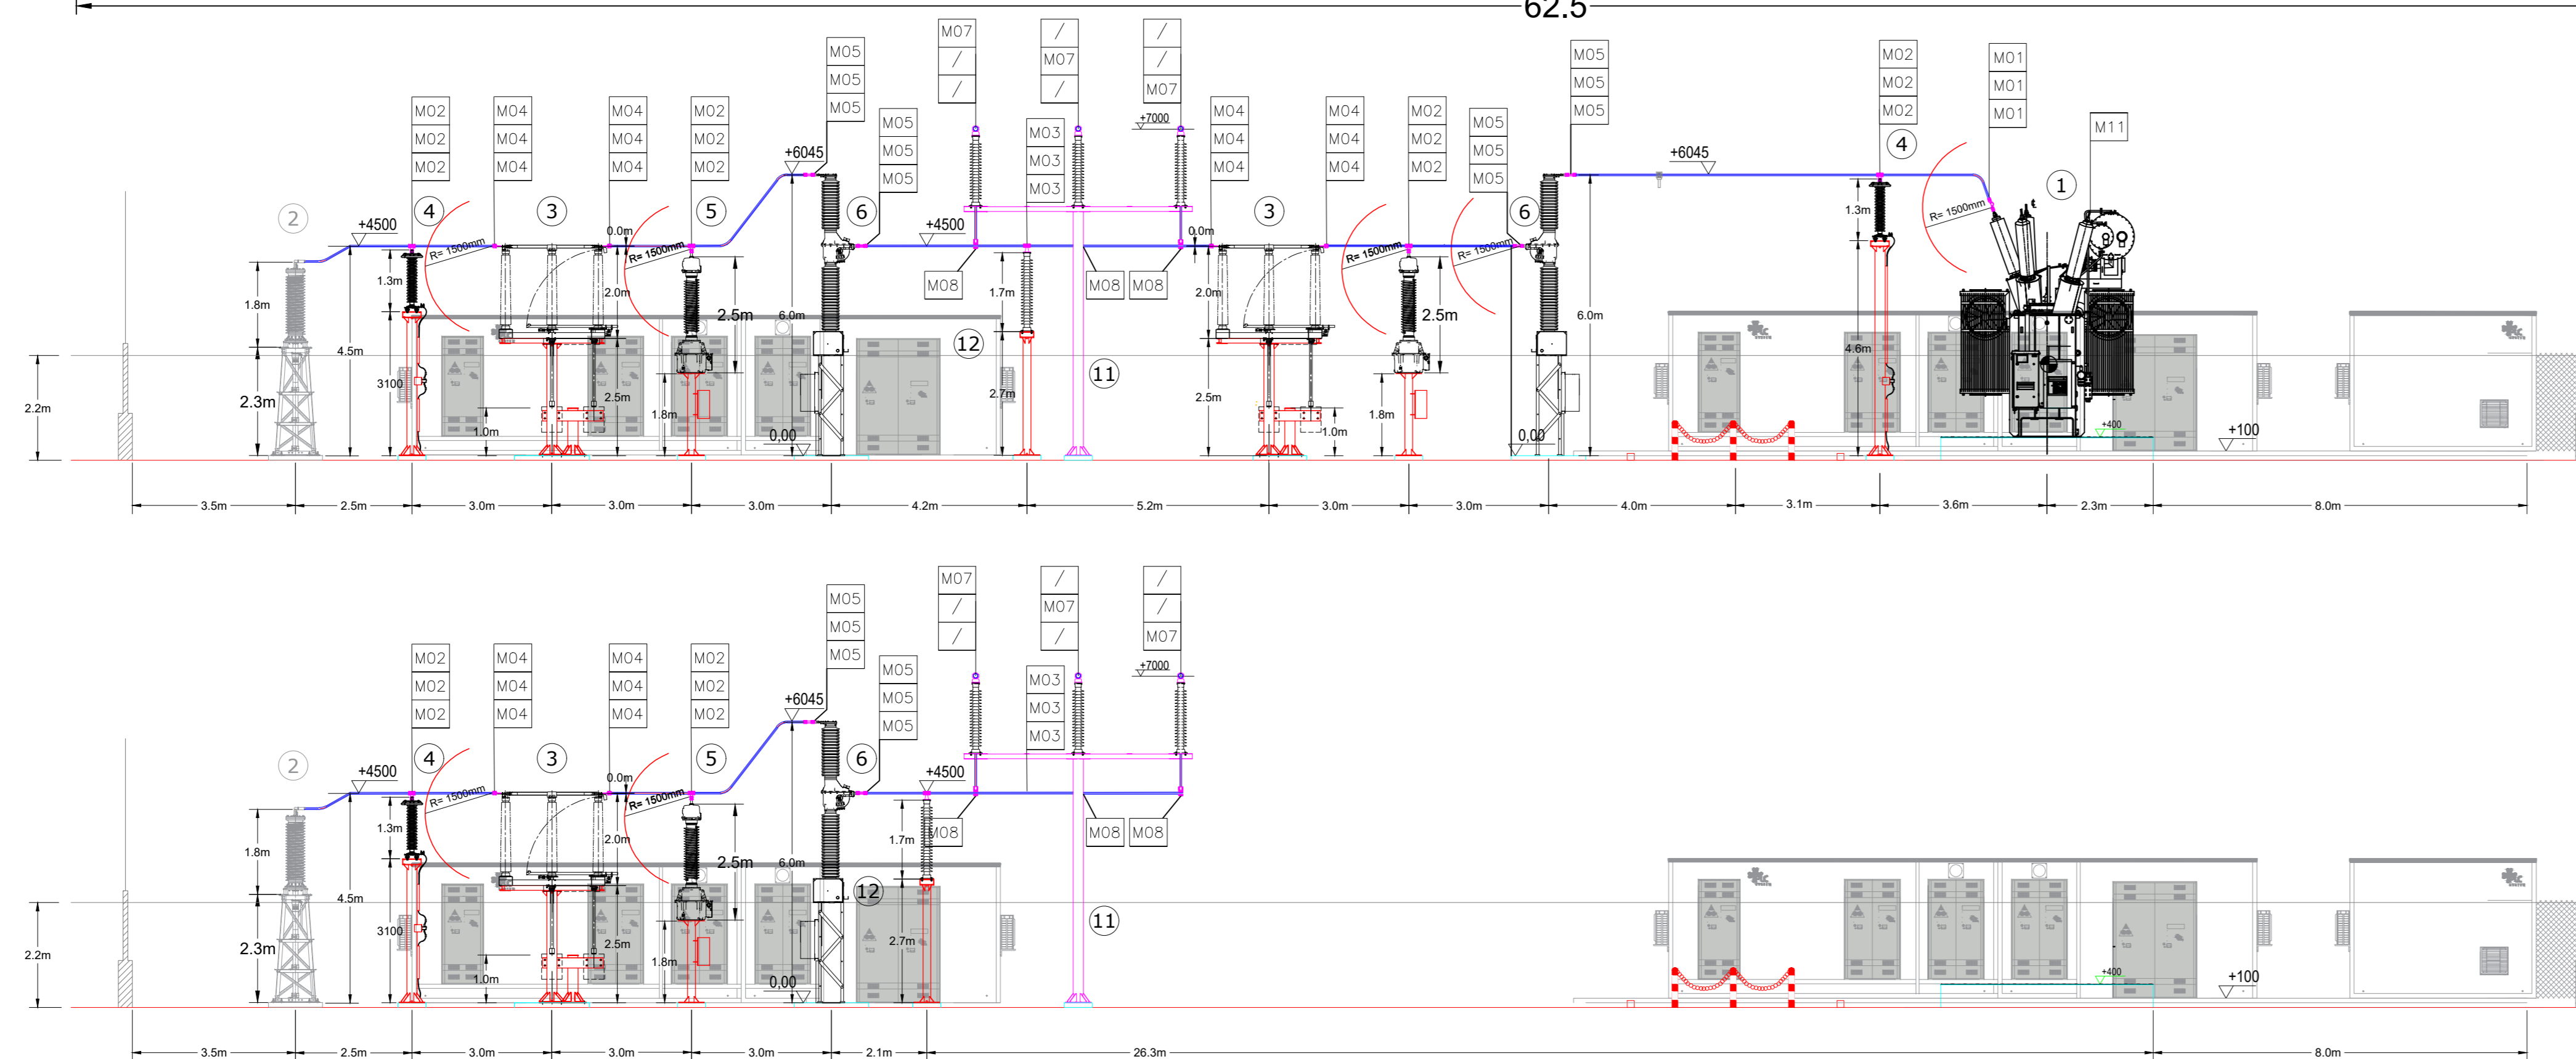 62.5
M07 / /
/ M07 /
/ / M07
M05
M05
M05
M05
M05
M05
M02
M02
M02
M04
M04
M04
M04
M04
M04
M02
M02
M02
M03
M03
M03
+7000
M04
M04
M04
M04
M04
M04
M02
M02
M02
M05
M05
M05
M05
M05
M05
M02
M02
M02
M01
M01
M01
M11
+6045
+6045
2
4
3
5
6
3
6
4
1
+4500
R= 1500mm
0.0m
R= 1500mm
+4500
0.0m
R= 1500mm
R= 1500mm
R= 1500mm
M08
M08
M08
1.8m
1.3m
2.0m
2.5m
6.0m
1.7m
2.0m
2.5m
6.0m
1.3m
12
11
4.5m
3100
2.3m
2.2m
1.0m
2.5m
1.8m
0,00
2.7m
2.5m
1.0m
1.8m
0,00
4.6m
+400
+100
3.5m
2.5m
3.0m
3.0m
3.0m
4.2m
5.2m
3.0m
3.0m
4.0m
3.1m
3.6m
2.3m
8.0m
M07 / /
/ M07 M07
/ /
M05
M05
M05
M05
M05
M05
M02
M02
M02
M04
M04
M04
M04
M04
M04
M02
M02
M02
M03
M03
M03
+7000
+6045
2
4
3
5
6
+4500
R= 1500mm
0.0m
R= 1500mm
+4500
M08
M08
M08
1.8m
1.3m
2.0m
2.5m
6.0m
1.7m
12
11
4.5m
3100
2.3m
2.2m
1.0m
2.5m
1.8m
0,00
2.7m
+400
+100
3.5m
2.5m
3.0m
3.0m
3.0m
2.1m
26.3m
8.0m